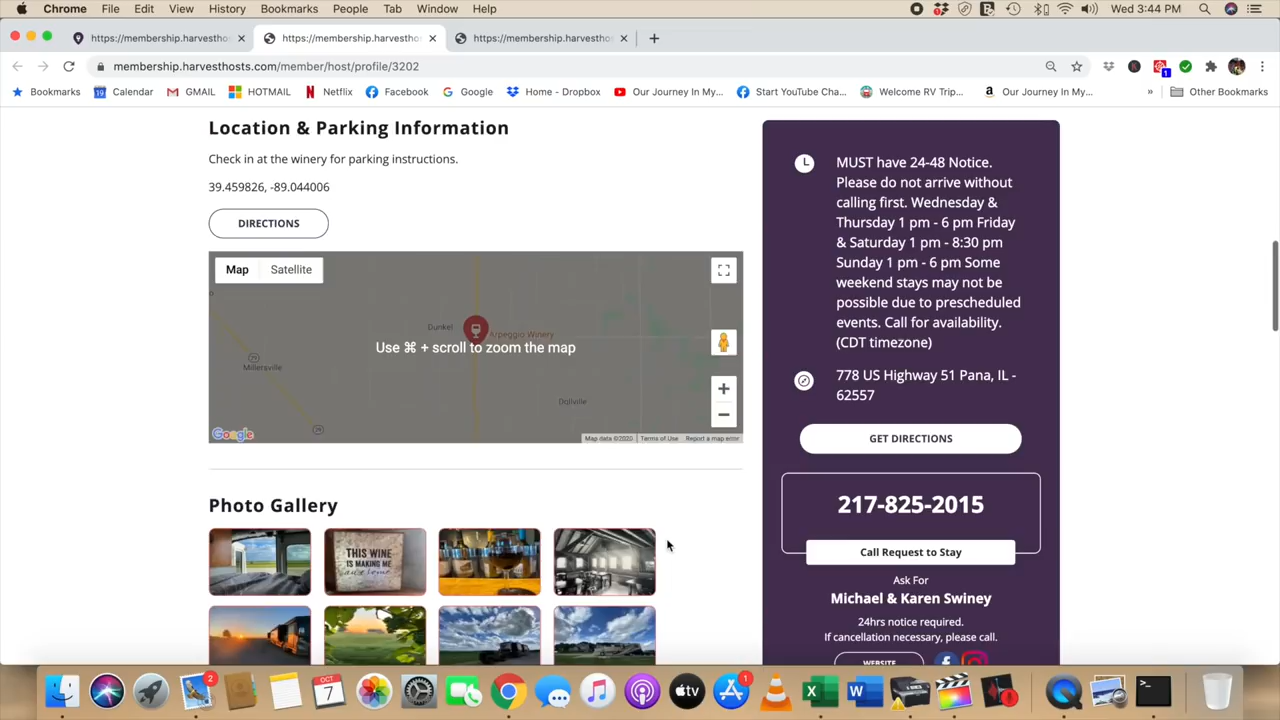 Chrome File Edit View History Bookmarks People Tab Window Help Wed 3:44 PM
https://membership.harvesthos https://membership.harvesthos https://membership.harvesthos
membership.harvesthosts.com/member/host/profile/3202
Bookmarks Calendar GMAIL HOTMAIL Netflix Facebook Google Home - Dropbox Our Journey In My... Start YouTube Cha... Welcome RV Trip... Our Journey In My... » Other Bookmarks
Location & Parking Information
Check in at the winery for parking instructions.
39.459826, -89.044006
DIRECTIONS
Map Satellite
Dunkel
Arpeggio Winery
Use ⌘ + scroll to zoom the map
Millersville
Dollville
Google
Map data ©2020 Terms of Use Report a map error
Photo Gallery
THIS WINE
IS MAKING ME
awesome
MUST have 24-48 Notice.
Please do not arrive without
calling first. Wednesday &
Thursday 1 pm - 6 pm Friday
& Saturday 1 pm - 8:30 pm
Sunday 1 pm - 6 pm Some
weekend stays may not be
possible due to prescheduled
events. Call for availability.
(CDT timezone)
778 US Highway 51 Pana, IL -
62557
GET DIRECTIONS
217-825-2015
Call Request to Stay
Ask For
Michael & Karen Swiney
24hrs notice required.
If cancellation necessary, please call.
WEBSITE
2
OCT
7
1